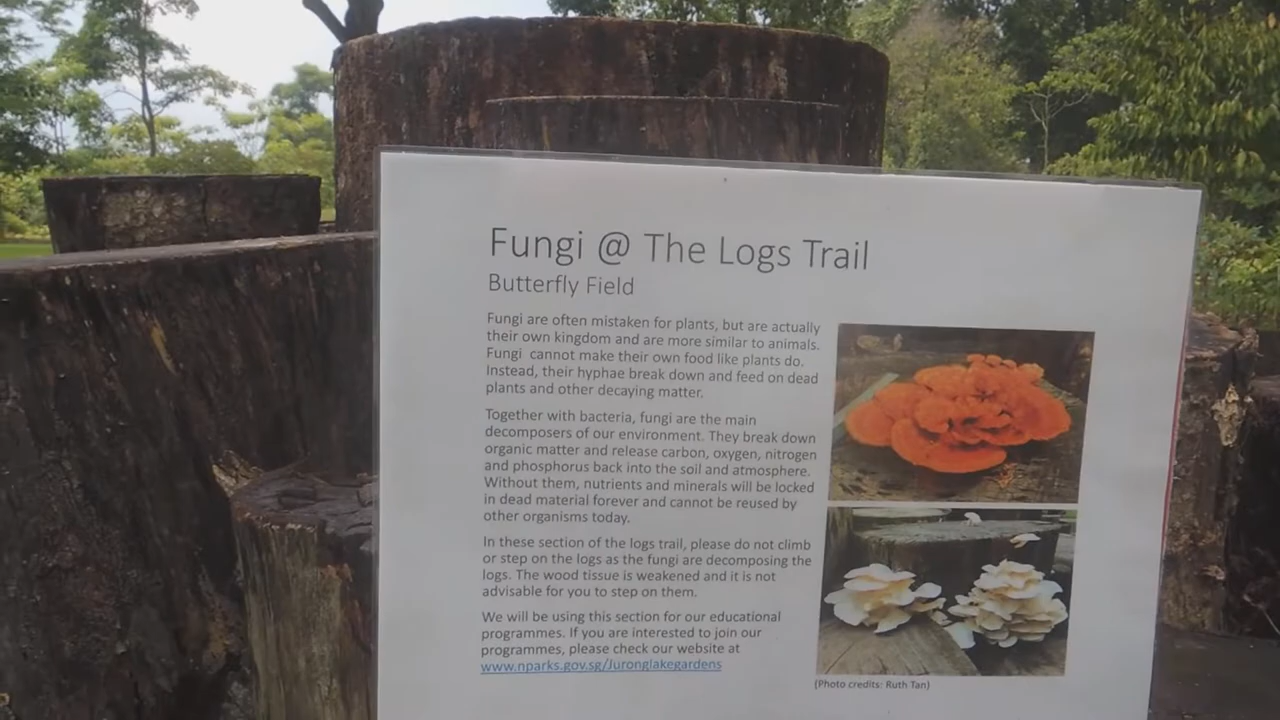 Fungi @ The Logs Trail
Butterfly Field
Fungi are often mistaken for plants, but are actually
their own kingdom and are more similar to animals.
Fungi cannot make their own food like plants do.
Instead, their hyphae break down and feed on dead
plants and other decaying matter.
Together with bacteria, fungi are the main
decomposers of our environment. They break down
organic matter and release carbon, oxygen, nitrogen
and phosphorus back into the soil and atmosphere.
Without them, nutrients and minerals will be locked
in dead material forever and cannot be reused by
other organisms today.
In these section of the logs trail, please do not climb
or step on the logs as the fungi are decomposing the
logs. The wood tissue is weakened and it is not
advisable for you to step on them.
We will be using this section for our educational
programmes. If you are interested to join our
programmes, please check our website at
www.nparks.gov.sg/Juronglakegardens
(Photo credits: Ruth Tan)